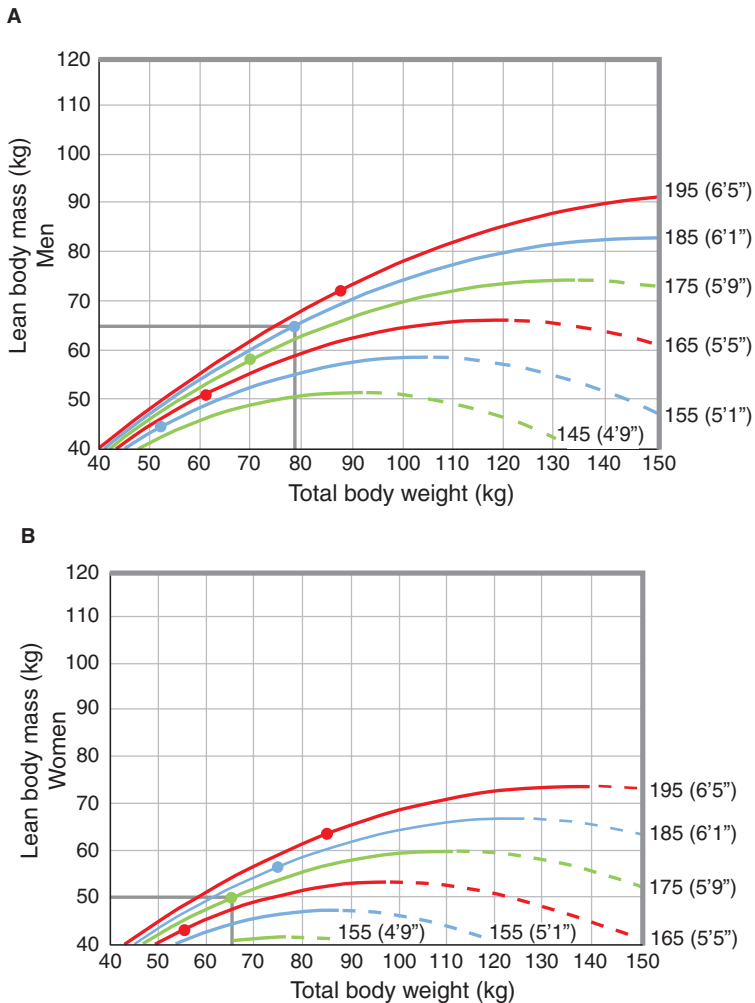 A
120
110
100
90
80
70
60
50
40
Lean body mass (kg)
Men
195 (6’5”)
185 (6’1”)
175 (5’9”)
165 (5’5”)
155 (5’1”)
145 (4’9”)
40 50 60 70 80 90 100 110 120 130 140 150
Total body weight (kg)
B
120
110
100
90
80
70
60
50
40
Lean body mass (kg)
Women
195 (6’5”)
185 (6’1”)
175 (5’9”)
155 (4’9”) 155 (5’1”) 165 (5’5”)
40 50 60 70 80 90 100 110 120 130 140 150
Total body weight (kg)